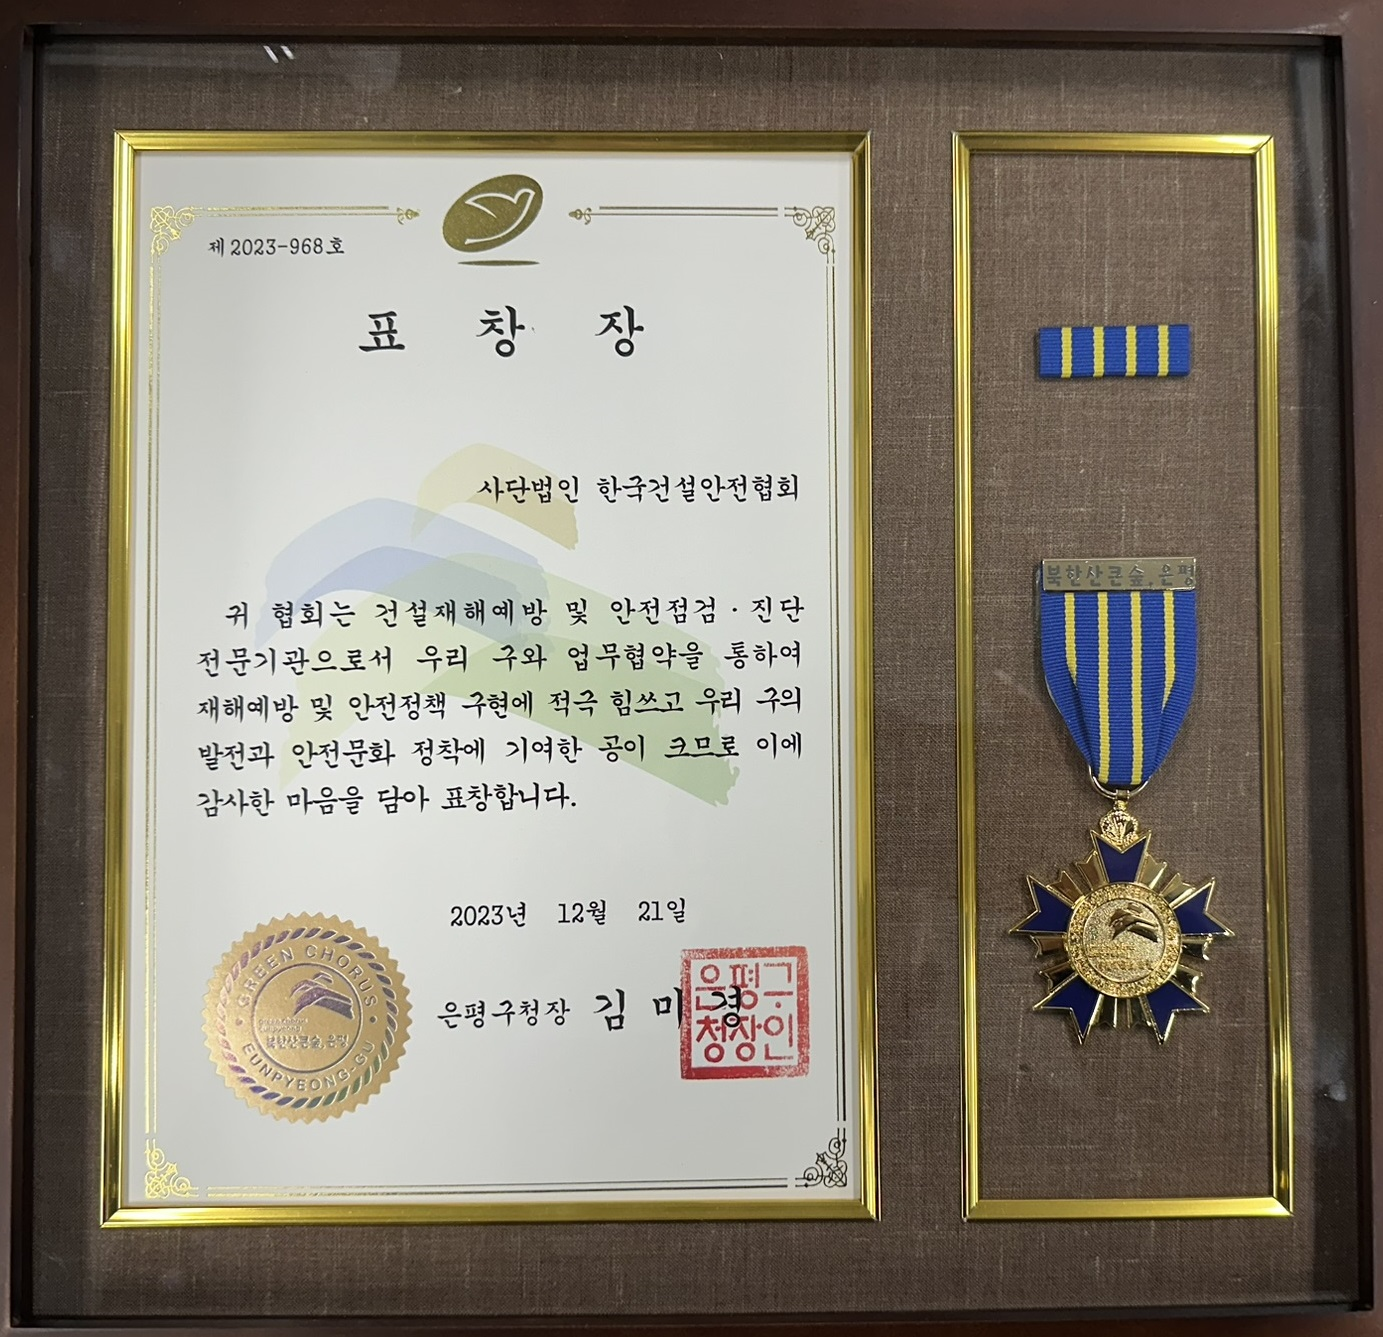 제 2023-968 호
표 창 장
사단법인 한국건설안전협회
귀 협회는 건설재해예방 및 안전점검 · 진단
전문기관으로서 우리 구와 업무협약을 통하여
재해예방 및 안전정책 구현에 적극 힘쓰고 우리 구의
발전과 안전문화 정착에 기여한 공이 크므로 이에
감사한 마음을 담아 표창합니다.
2023년 12월 21일
은평구청장 김 미 경
은평구
청장인
GREEN CHORUS
북한산큰숲, 은평
EUNPYEONG-GU
북한산큰숲, 은평